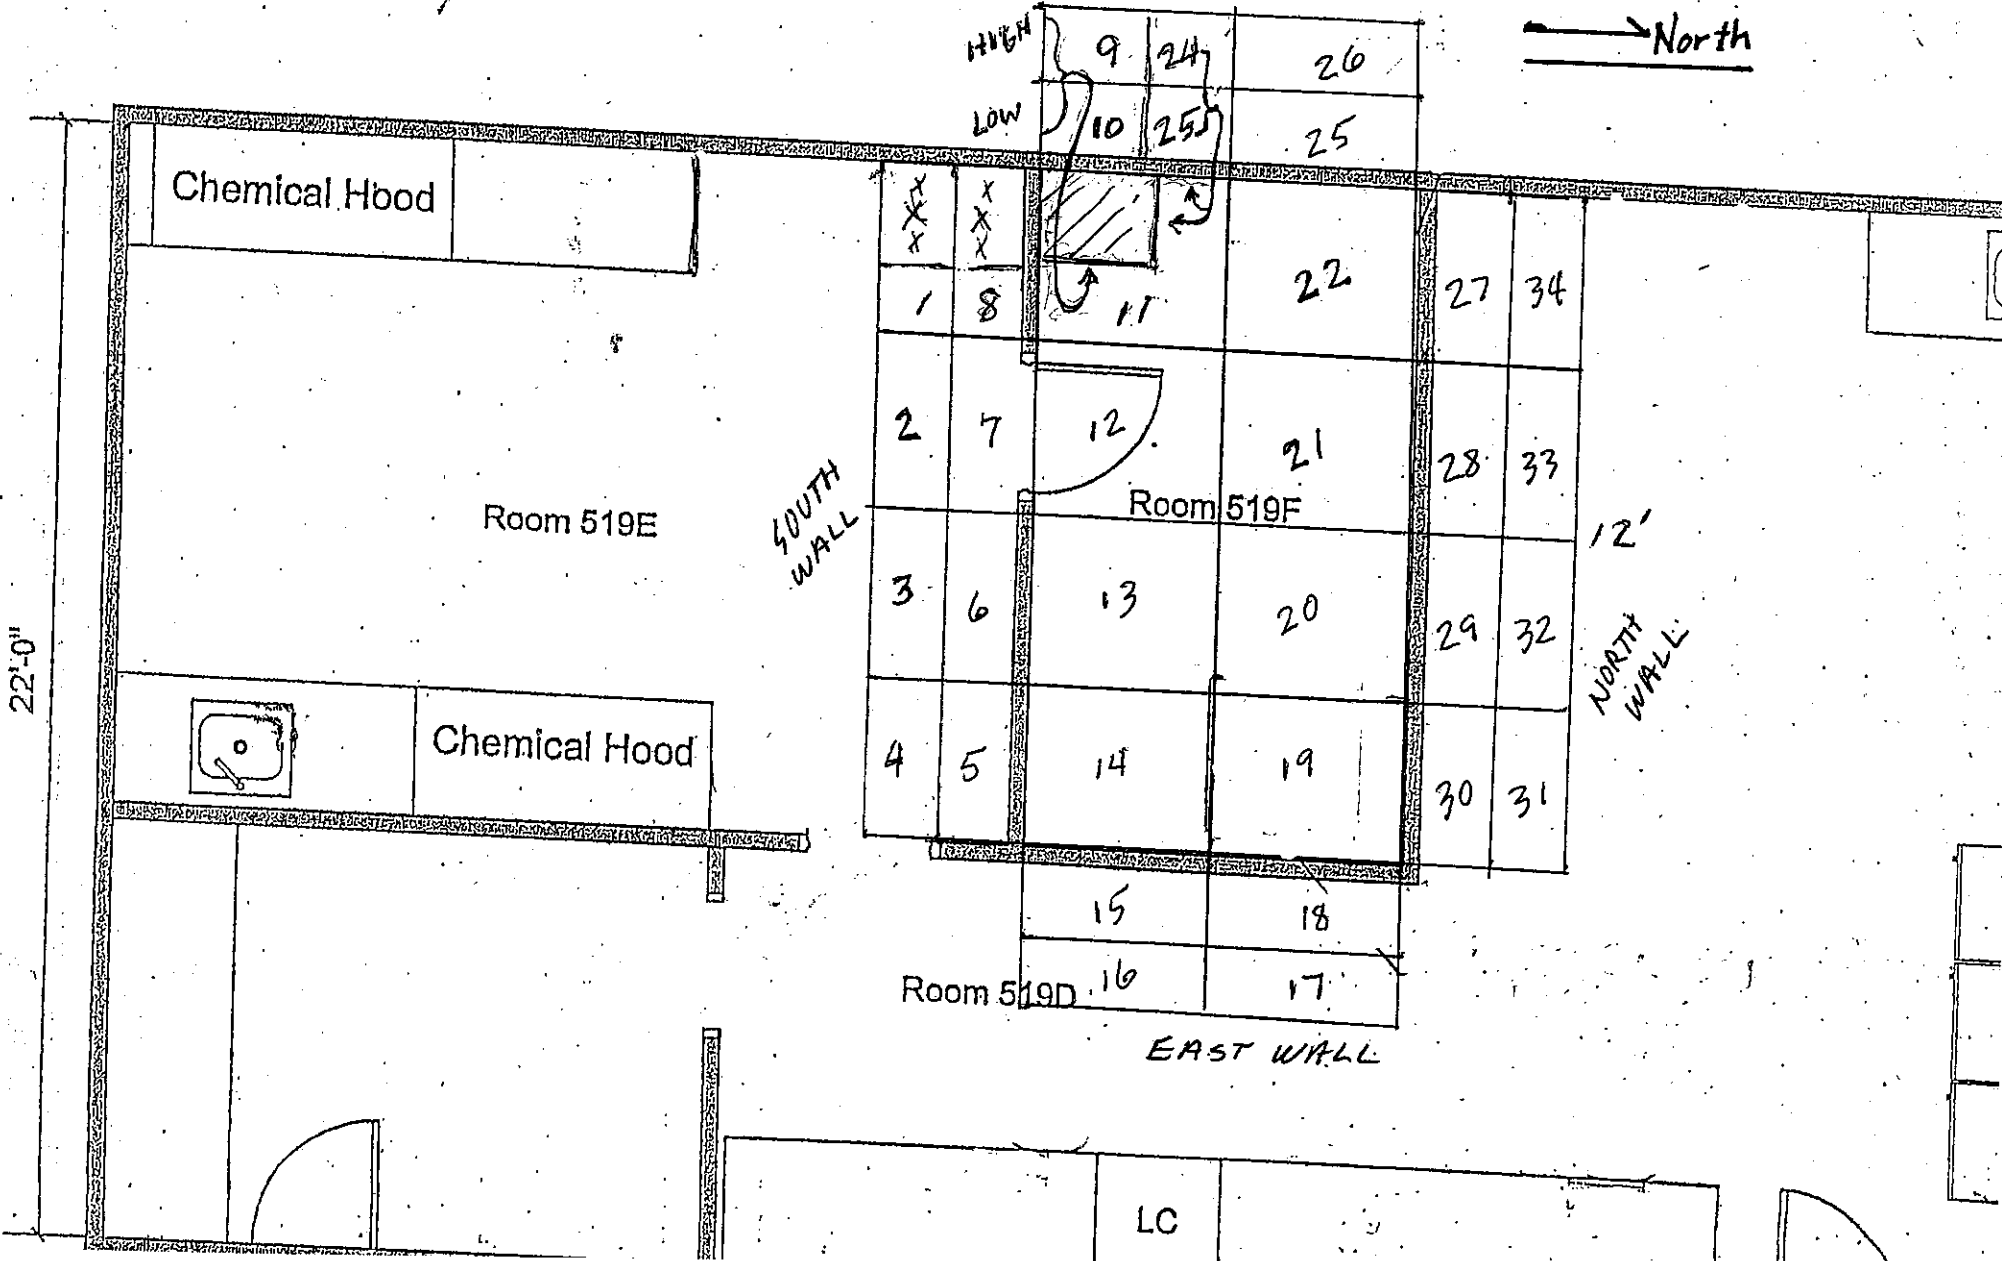 HIGH
9
24
26
North
LOW
10
25
25
Chemical Hood
X
X
X
X
X
X
1
8
11
22
27
34
2
7
12
21
28
33
SOUTH
WALL
Room 519E
Room 519F
12'
3
6
13
20
29
32
NORTH
WALL
22'-0"
Chemical Hood
4
5
14
19
30
31
15
18
Room 519D
16
17
EAST WALL
LC